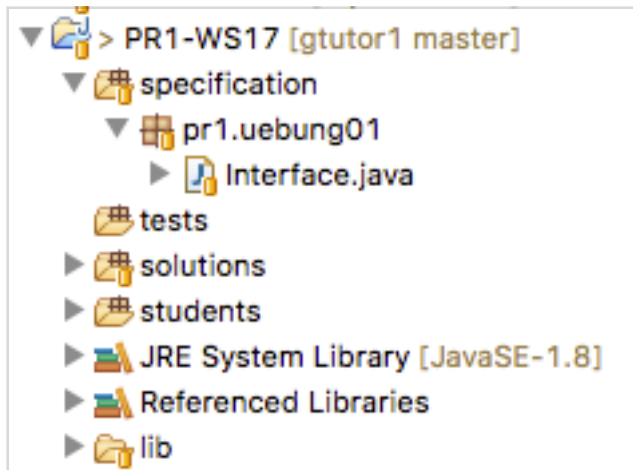 > PR1-WS17 [gtutor1 master]
specification
pr1.uebung01
Interface.java
tests
solutions
students
JRE System Library [JavaSE-1.8]
Referenced Libraries
lib